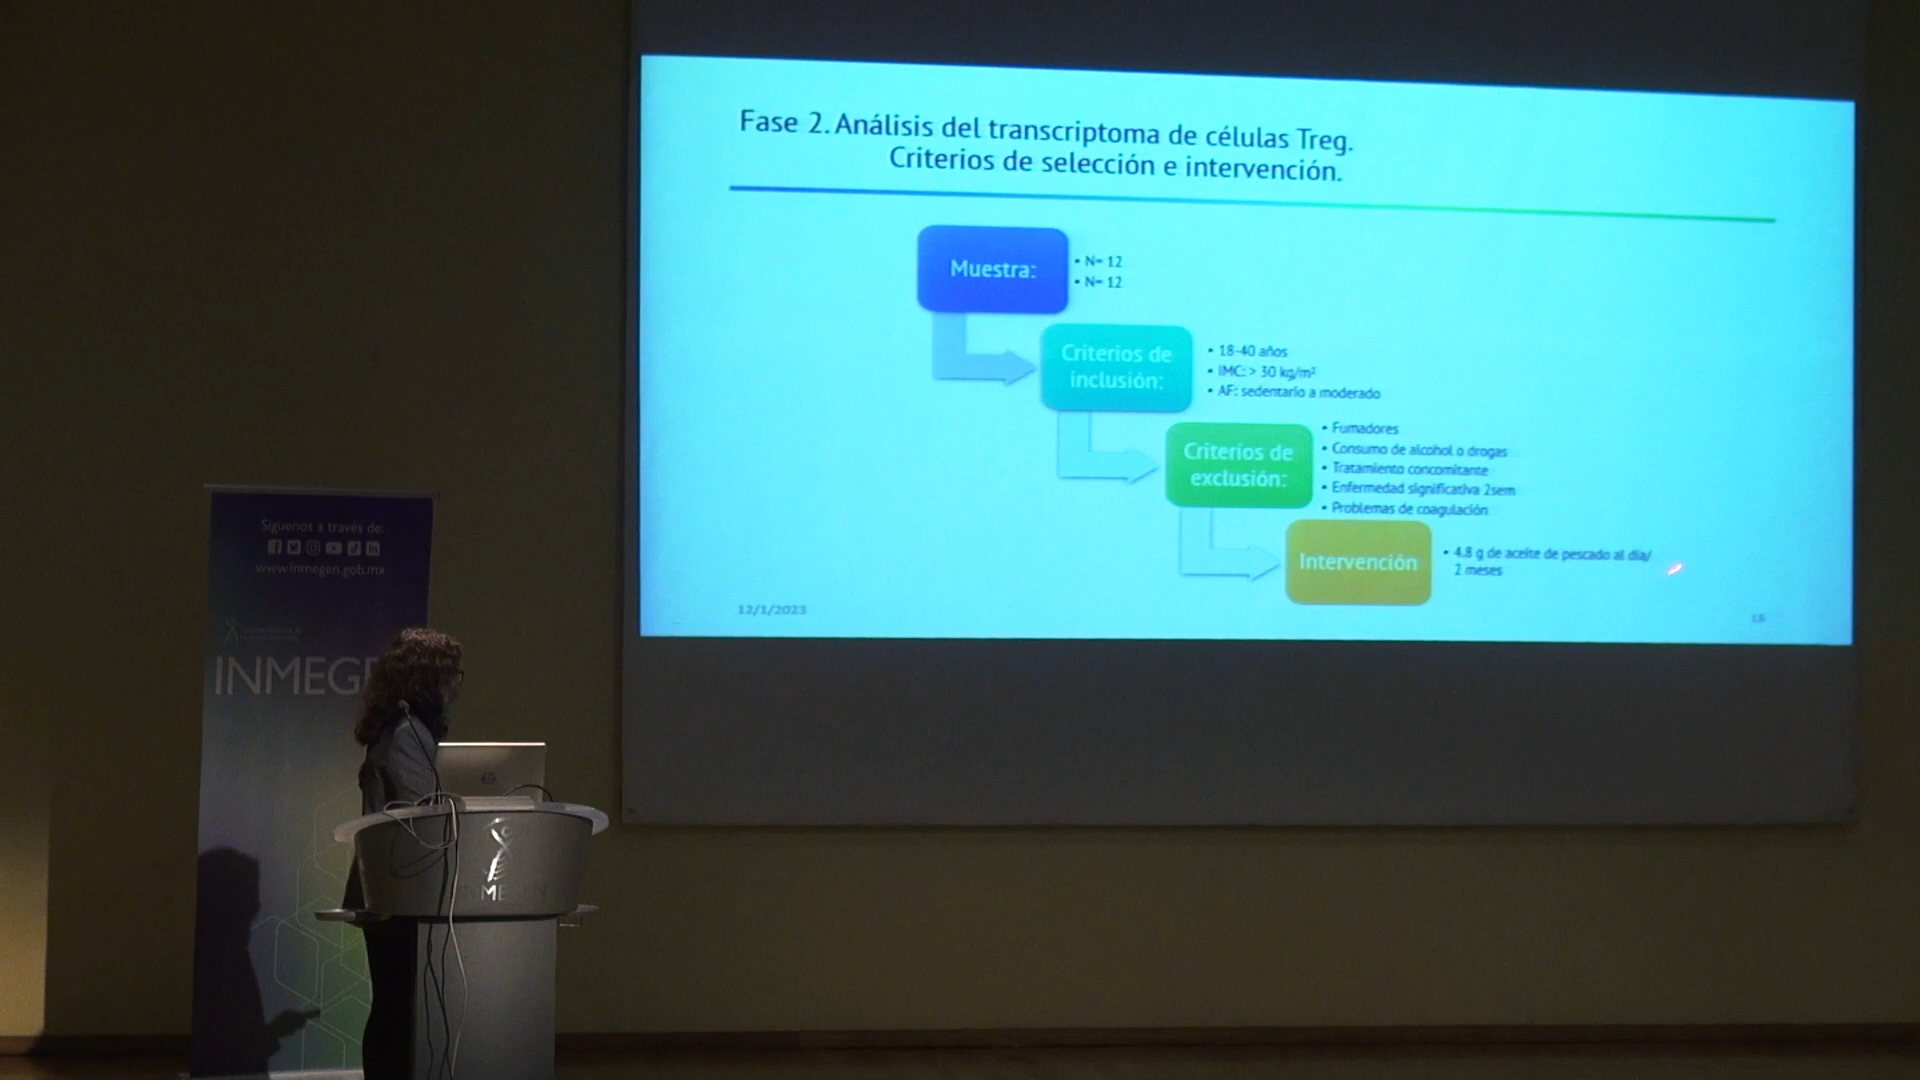 Fase 2. Análisis del transcriptoma de células Treg.
Criterios de selección e intervención.
Muestra:
• N= 12
• N= 12
Criterios de
inclusión:
• 18-40 años
• IMC: > 30 kg/m²
• AF: sedentario a moderado
Criterios de
exclusión:
• Fumadores
• Consumo de alcohol o drogas
• Tratamiento concomitante
• Enfermedad significativa 2sem
• Problemas de coagulación
Intervención
• 4.8 g de aceite de pescado al día/
2 meses
12/1/2023
Síguenos a través de:
www.inmegen.gob.mx
INMEGE
INMEGEN